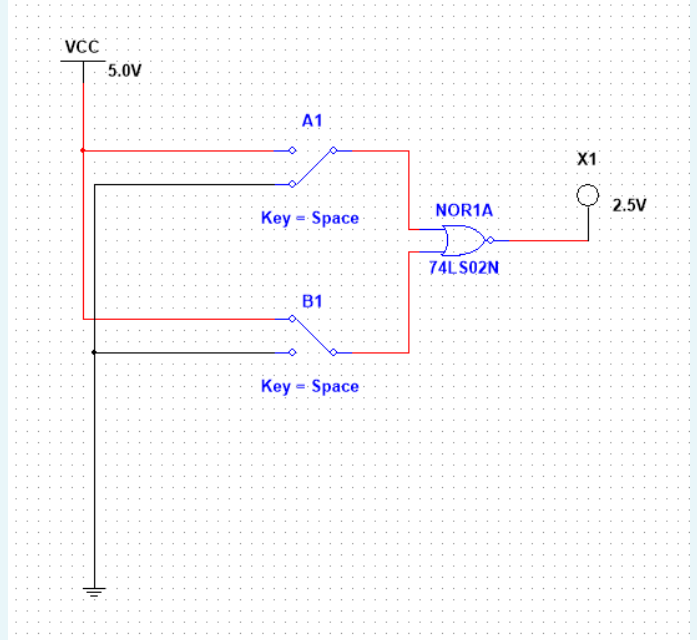 VCC
5.0V
A1
Key = Space
X1
2.5V
NOR1A
74LS02N
B1
Key = Space